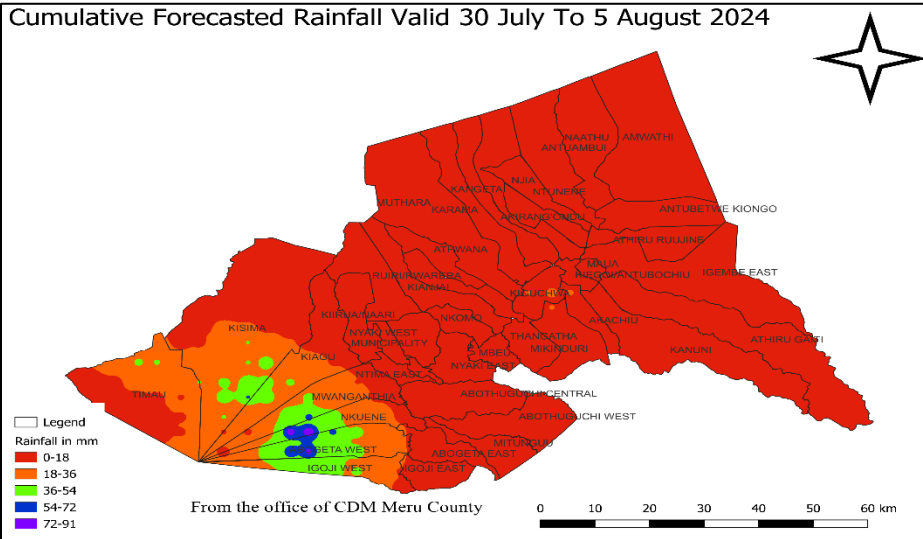 Cumulative Forecasted Rainfall Valid 30 July To 5 August 2024
NAATHU
AMWATHI
ANTUAMBUI
NJIA
KANGETA
NTUNENE
MUTHARA
KARAMA
AKIRANG'ONDU
ANTUBETWE KIONGO
ATHIRU RUUJINE
ATHWANA
MAUA
RUIRI/RWARERA
KIEGOI/ANTUBOCHIU
IGEMBE EAST
KIANJAI
KIGUCHWA
KIIRUA/NAARI
NKOMO
AKACHIU
KISIMA
NYAKI WEST
THANGATHA
ATHIRU GAITI
MUNICIPALITY
MBEU
MIKINDURI
KANUNI
KIAGU
NYAKI EAST
NTIMA EAST
TIMAU
MWANGANTHIA
ABOTHUGUCHI CENTRAL
NKUENE
ABOTHUGUCHI WEST
MITUNGUU
GETA WEST
ABOGETA EAST
IGOJI WEST
IGOJI EAST
Legend
Rainfall in mm
0-18
18-36
36-54
54-72
72-91
From the office of CDM Meru County
0 10 20 30 40 50 60 km